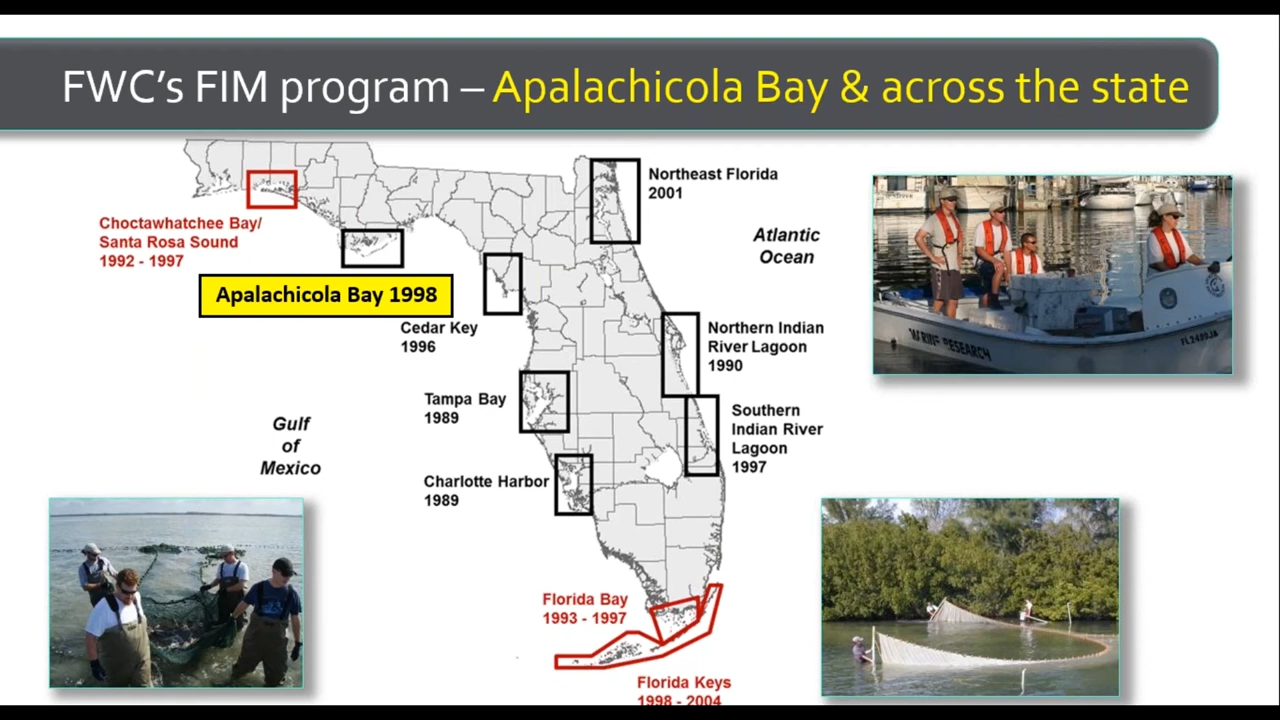 FWC's FIM program – Apalachicola Bay & across the state
Northeast Florida
2001
Choctawhatchee Bay/
Santa Rosa Sound
1992 - 1997
Atlantic
Ocean
Apalachicola Bay 1998
Cedar Key
1996
Northern Indian
River Lagoon
1990
Tampa Bay
1989
Southern
Indian River
Lagoon
1997
Gulf
of
Mexico
Charlotte Harbor
1989
Florida Bay
1993 - 1997
Florida Keys
1998 - 2004
MARINE RESEARCH